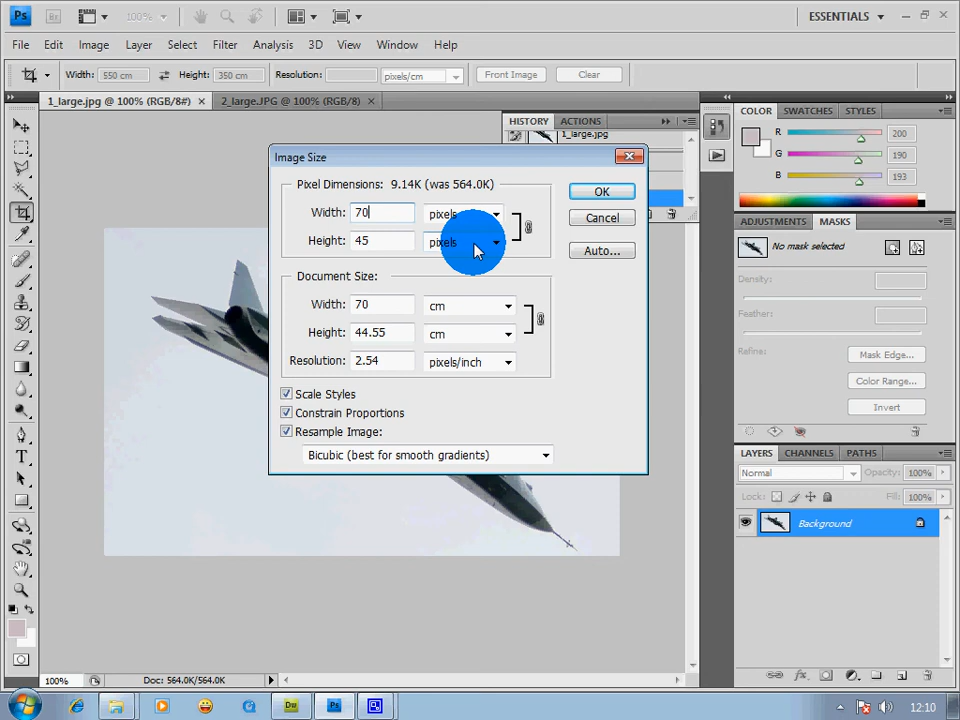 Ps Br 100% ESSENTIALS
File Edit Image Layer Select Filter Analysis 3D View Window Help
Width: 550 cm Height: 350 cm Resolution: pixels/cm Front Image Clear
1_large.jpg @ 100% (RGB/8#) × 2_large.JPG @ 100% (RGB/8) ×
HISTORY ACTIONS
1_large.jpg
COLOR SWATCHES STYLES
R 200
G 190
B 193
Image Size
Pixel Dimensions: 9.14K (was 564.0K)
Width: 70 pixels
Height: 45 pixels
Document Size:
Width: 70 cm
Height: 44.55 cm
Resolution: 2.54 pixels/inch
Scale Styles
Constrain Proportions
Resample Image:
Bicubic (best for smooth gradients)
OK
Cancel
Auto...
ADJUSTMENTS MASKS
No mask selected
Density:
Feather:
Refine: Mask Edge...
Color Range...
Invert
LAYERS CHANNELS PATHS
Normal Opacity: 100%
Lock: Fill: 100%
Background
100% Doc: 564.0K/564.0K
Dw Ps 12:10